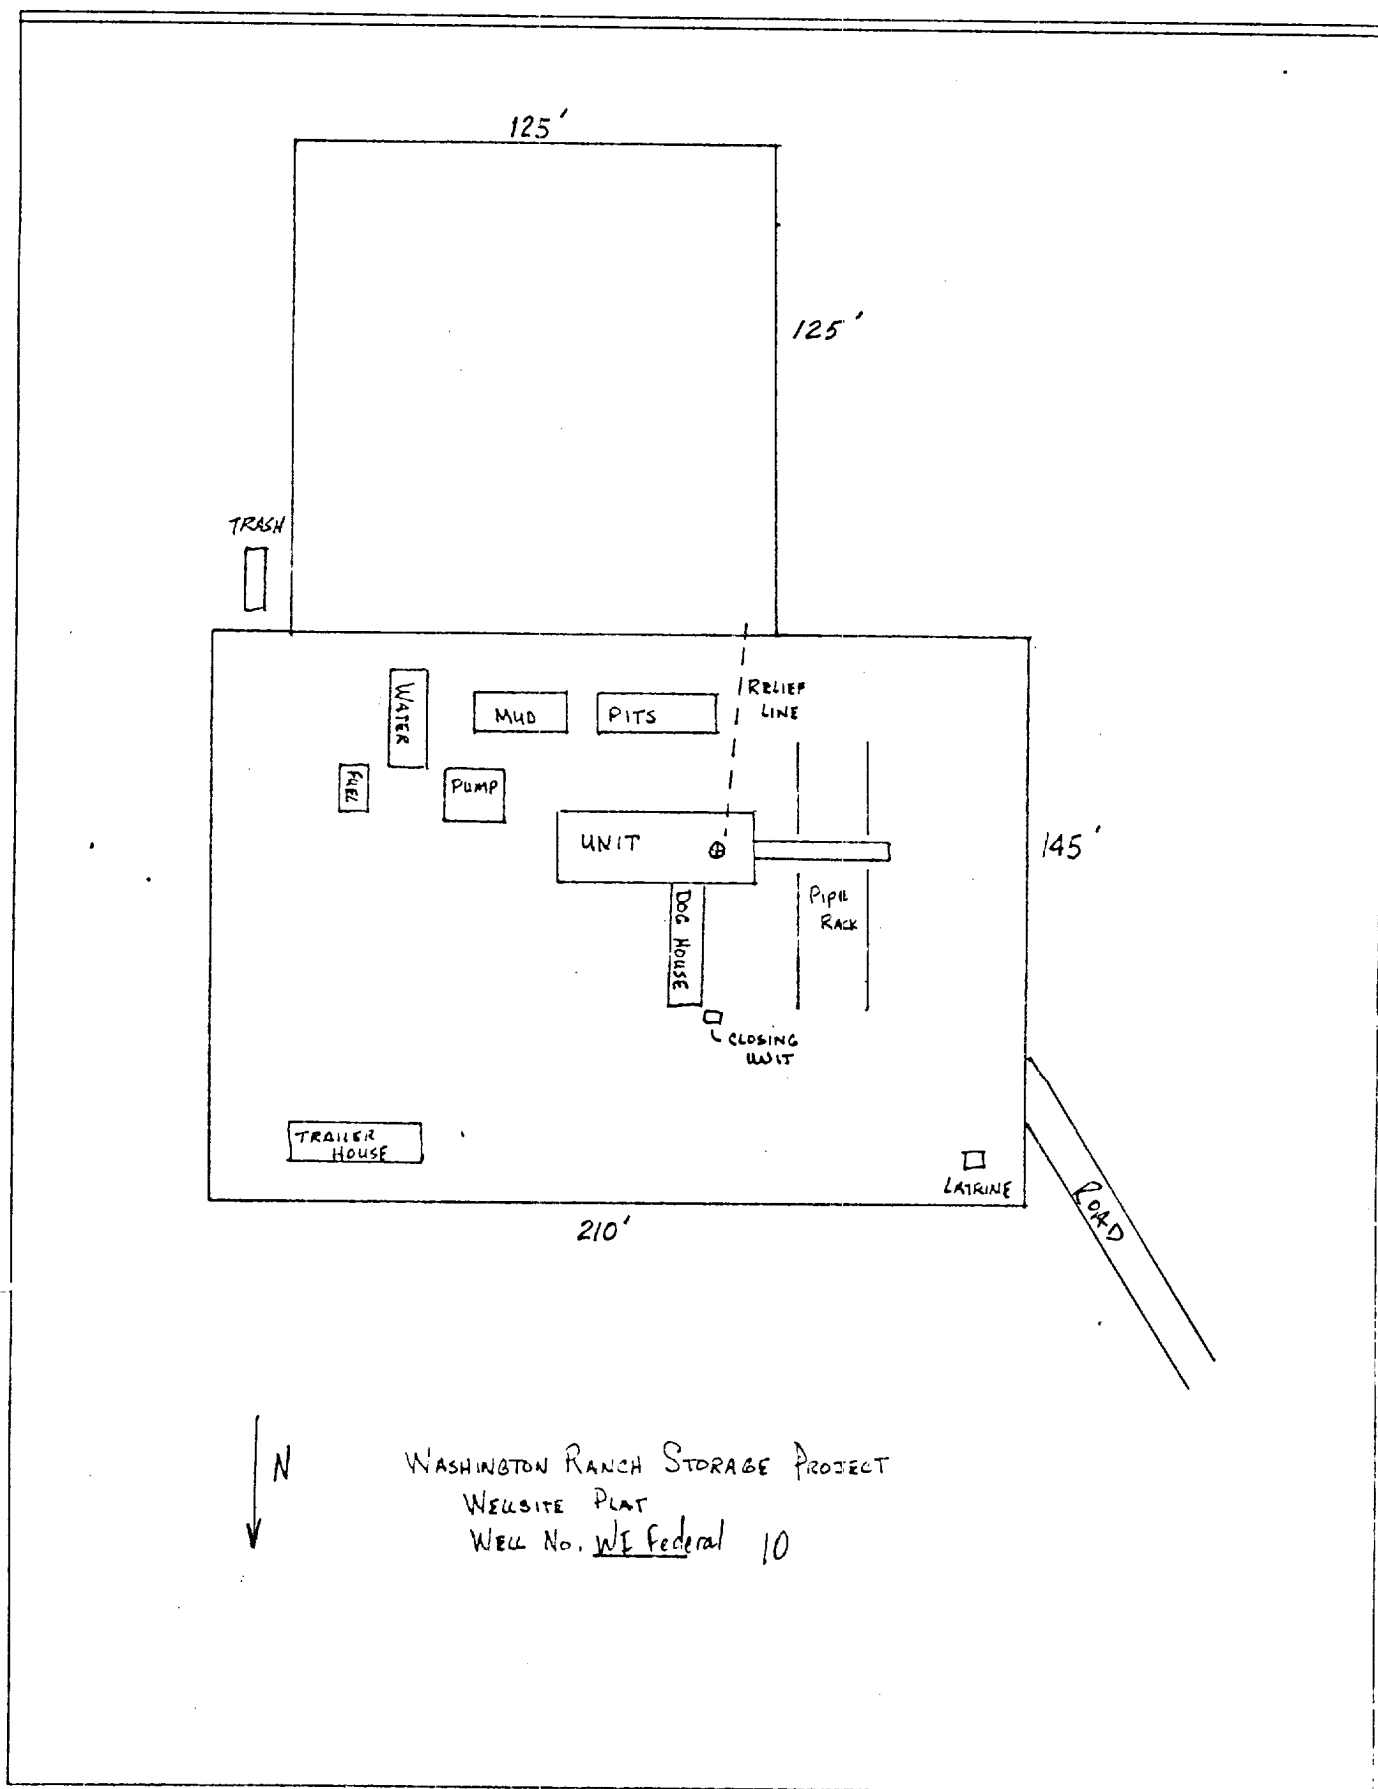 125'
125'
TRASH
WATER
MUD
PITS
RELIEF
LINE
FUEL
PUMP
UNIT
145'
PIPE
RACK
DOG HOUSE
CLOSING
UNIT
TRAILER
HOUSE
LATRINE
ROAD
210'
N
WASHINGTON RANCH STORAGE PROJECT
WELLSITE PLAT
WELL No. WI Federal 10